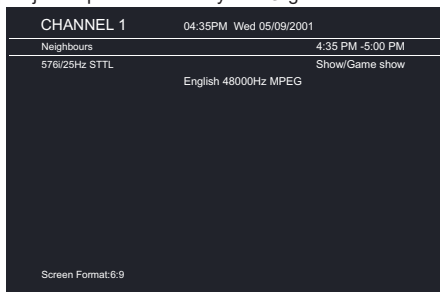 CHANNEL 1 04:35PM Wed 05/09/2001
Neighbours 4:35 PM -5:00 PM
576i/25Hz STTL Show/Game show
English 48000Hz MPEG
Screen Format:6:9